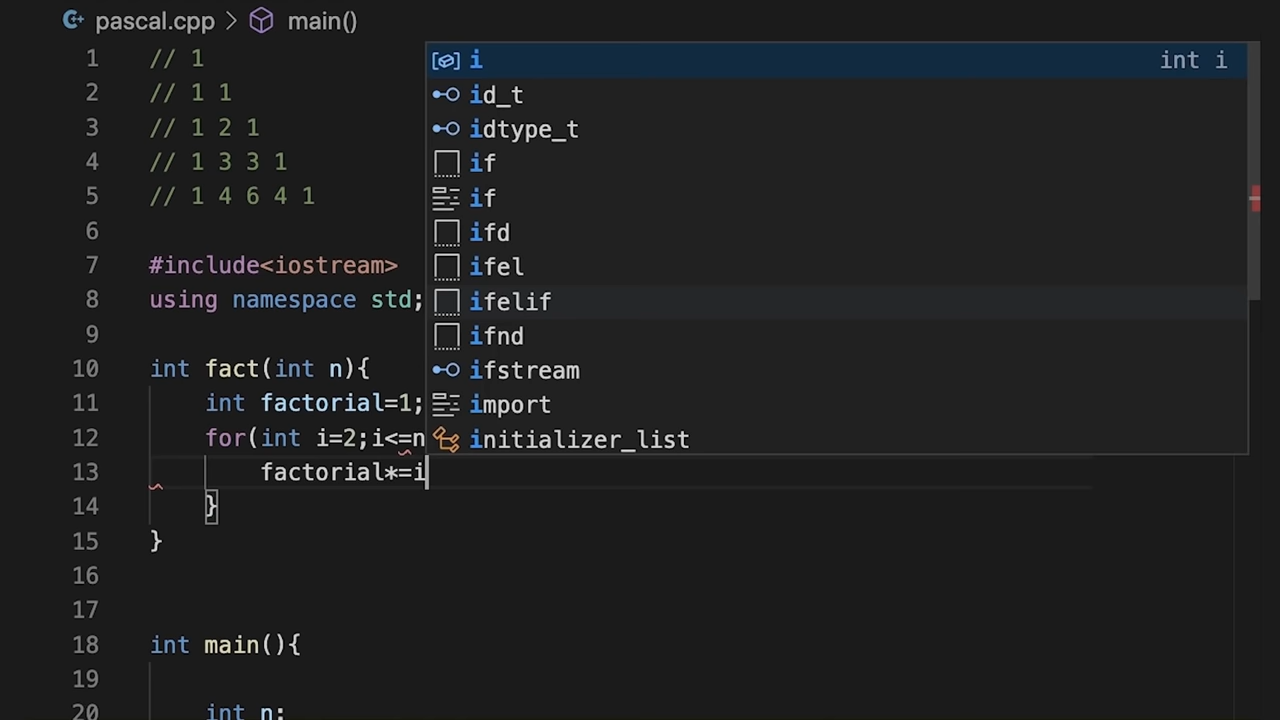 pascal.cpp > main()
1 // 1
2 // 1 1
3 // 1 2 1
4 // 1 3 3 1
5 // 1 4 6 4 1
6
7 #include<iostream>
8 using namespace std;
9
10 int fact(int n){
11 int factorial=1;
12 for(int i=2;i<=n
13 factorial*=i
14 }
15 }
16
17
18 int main(){
19
20 int n;
i int i
id_t
idtype_t
if
if
ifd
ifel
ifelif
ifnd
ifstream
import
initializer_list